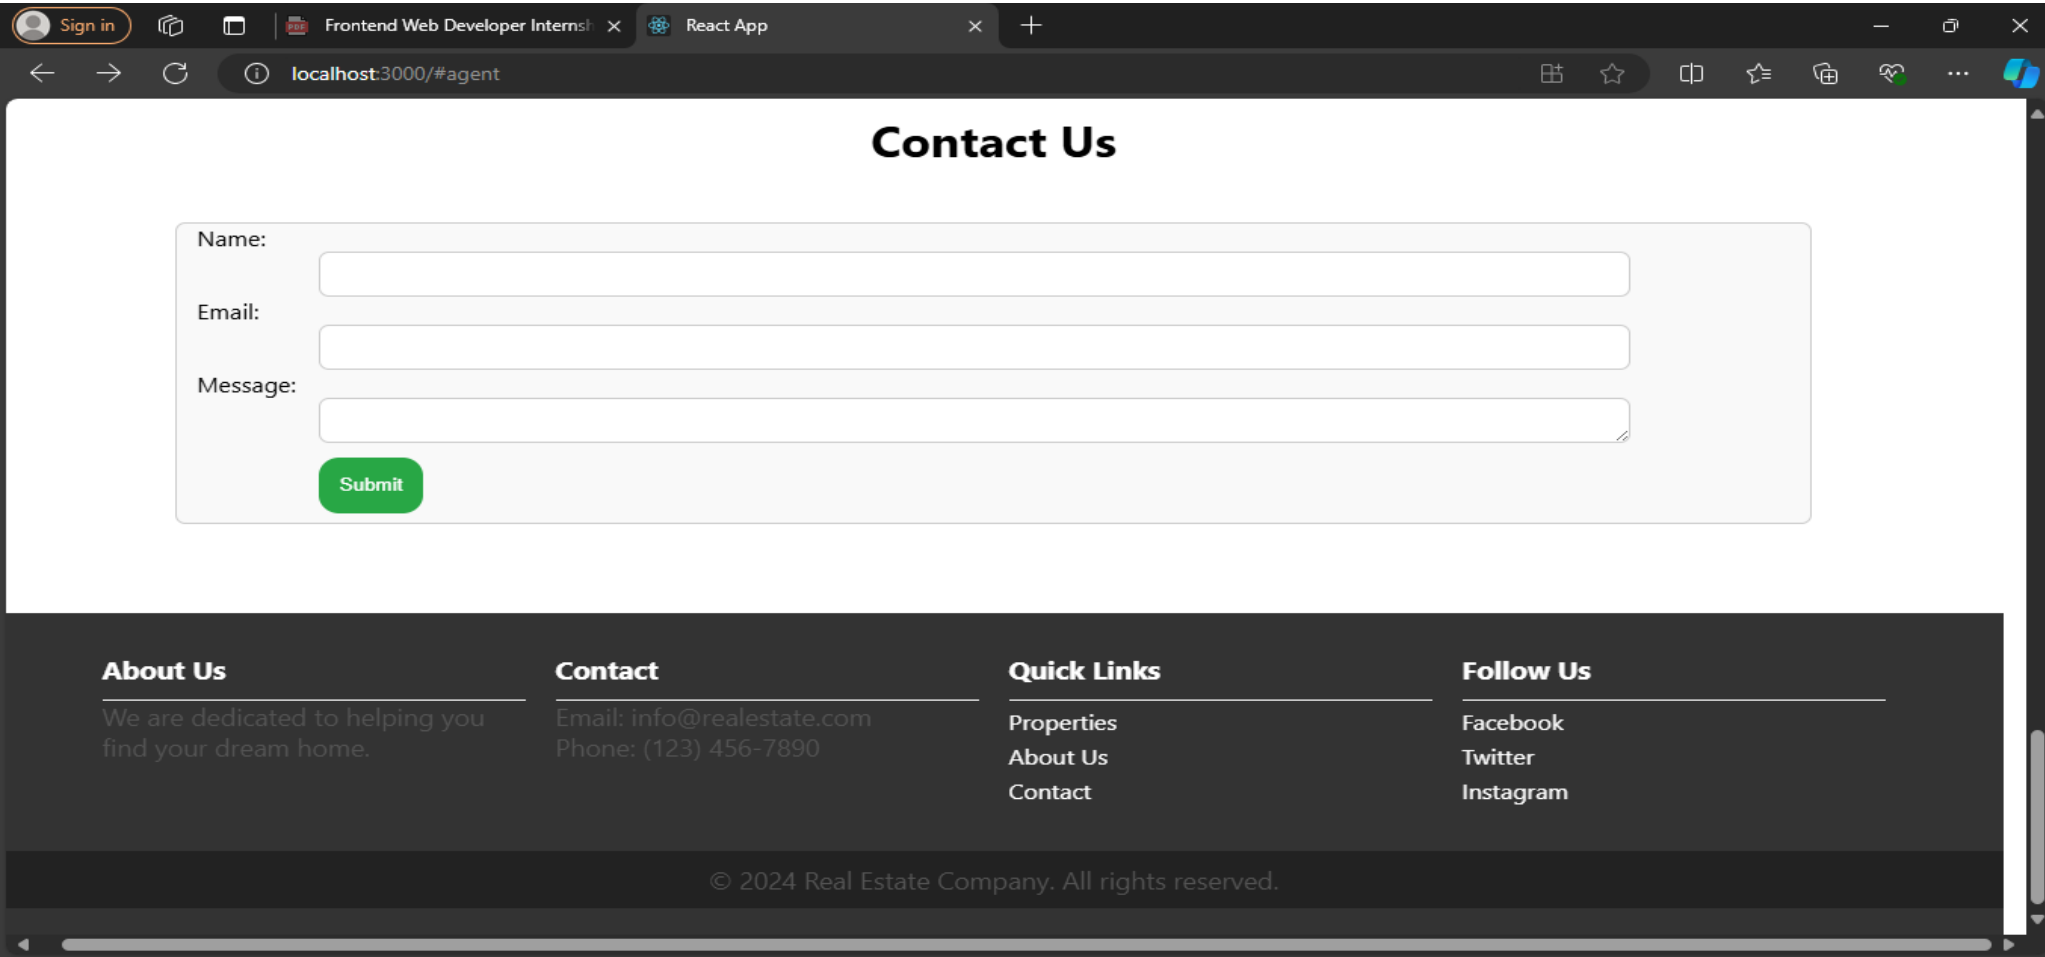 Sign in
PDF
Frontend Web Developer Internsh
React App
localhost:3000/#agent
Contact Us
Name:
Email:
Message:
Submit
About Us
We are dedicated to helping you
find your dream home.
Contact
Email: info@realestate.com
Phone: (123) 456-7890
Quick Links
Properties
About Us
Contact
Follow Us
Facebook
Twitter
Instagram
© 2024 Real Estate Company. All rights reserved.